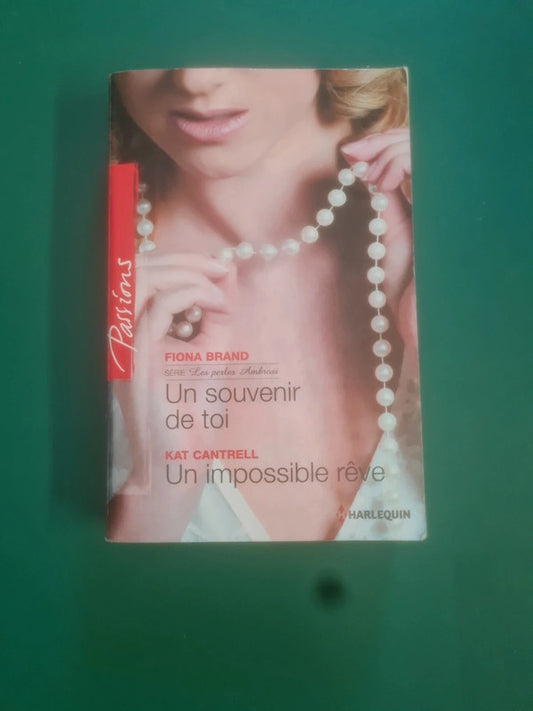 Passions
FIONA BRAND
SÉRIE Les perles Ambrosi
Un souvenir
de toi
KAT CANTRELL
Un impossible rêve
HARLEQUIN